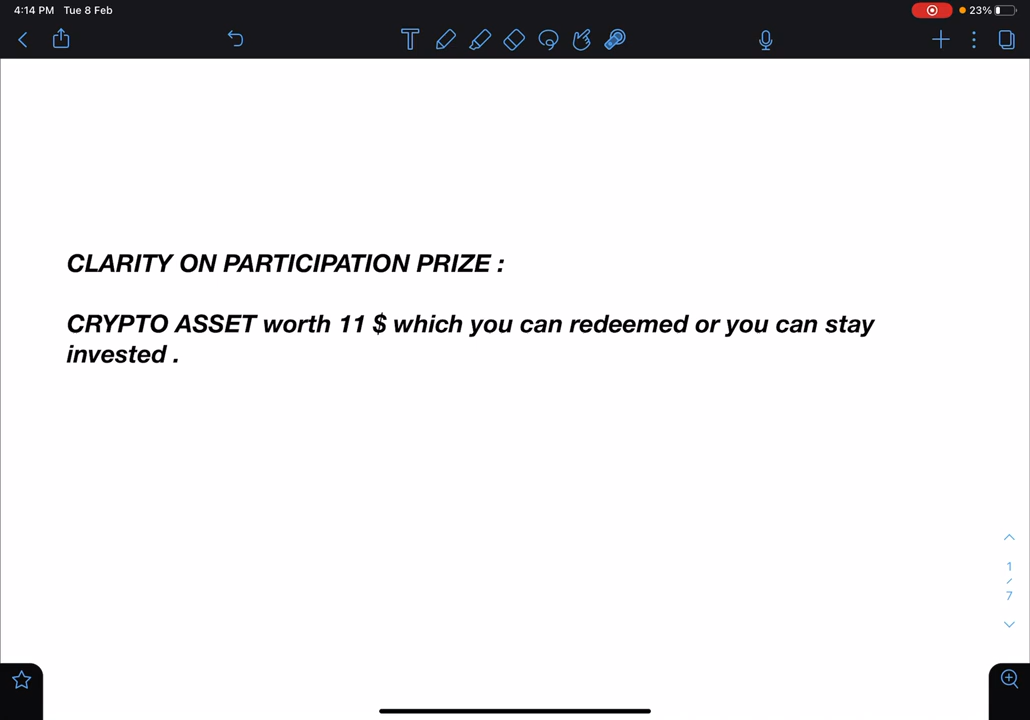 4:14 PM Tue 8 Feb
23%
CLARITY ON PARTICIPATION PRIZE :
CRYPTO ASSET worth 11 $ which you can redeemed or you can stay
invested .
1
/
7